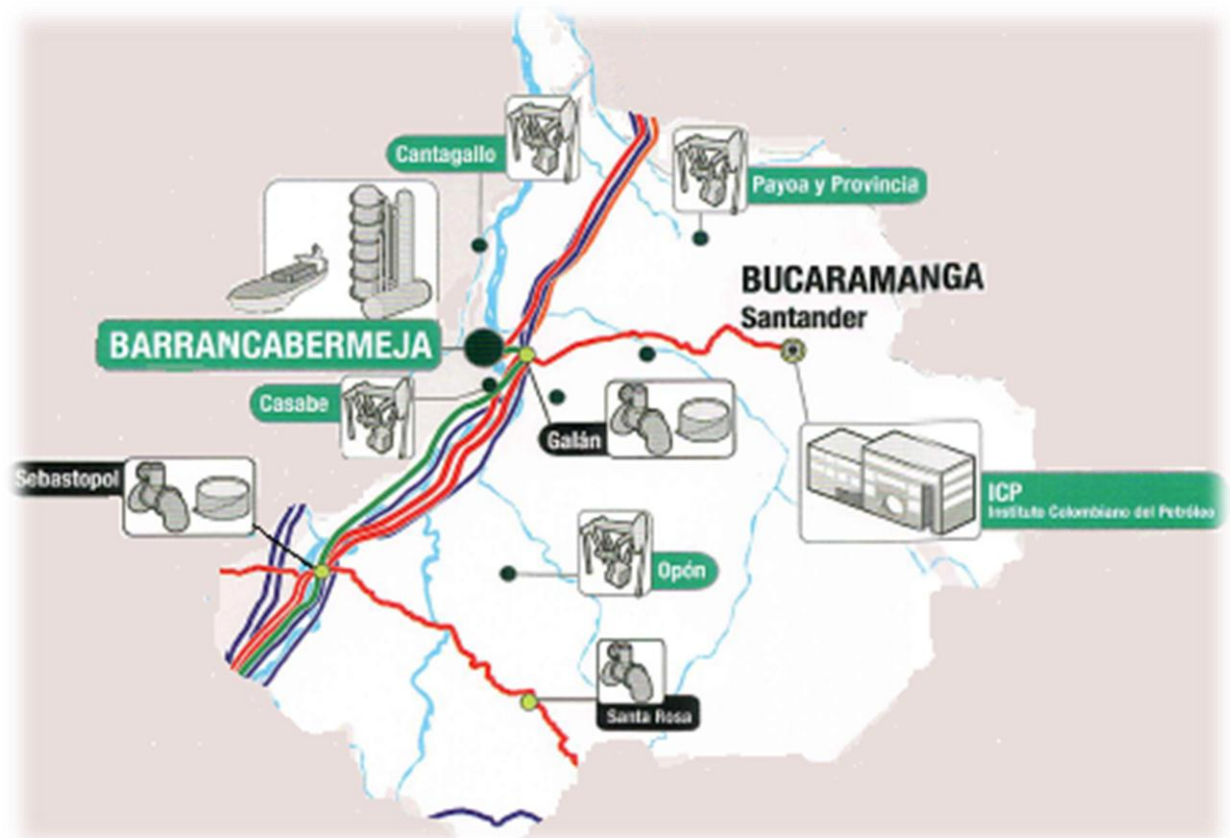 Cantagallo
Payoa y Provincia
BUCARAMANGA
Santander
BARRANCABERMEJA
Casabe
Galán
Sebastopol
ICP
Instituto Colombiano del Petróleo
Opón
Santa Rosa